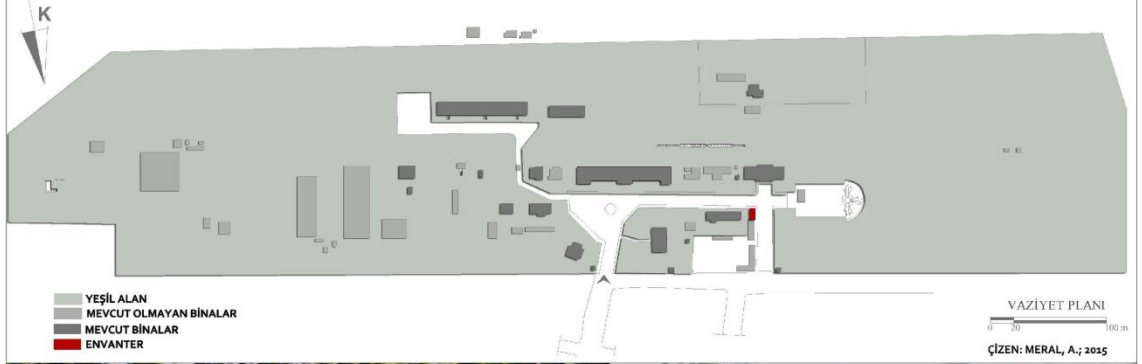 K
YEŞİL ALAN
MEVCUT OLMAYAN BİNALAR
MEVCUT BİNALAR
ENVANTER
VAZİYET PLANI
0 20 100 m
ÇİZEN: MERAL, A.; 2015